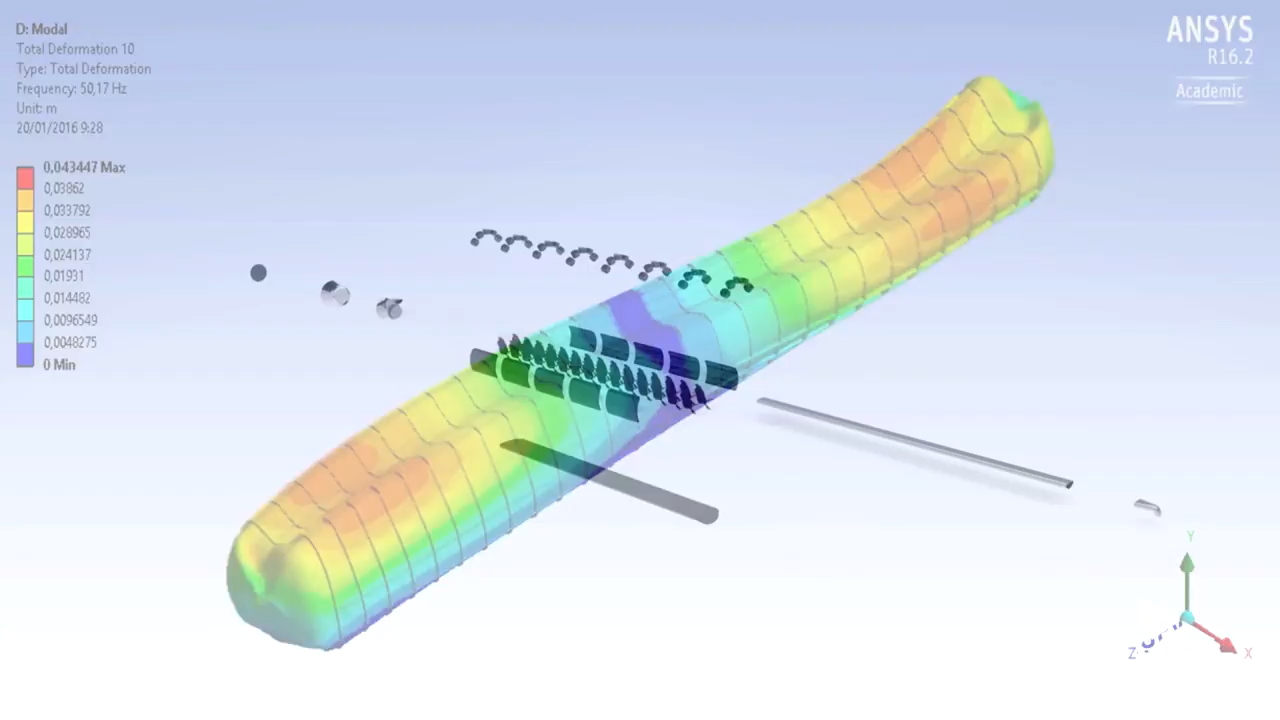 D: Modal
Total Deformation 10
Type: Total Deformation
Frequency: 50,17 Hz
Unit: m
20/01/2016 9:28
0,043447 Max
0,03862
0,033792
0,028965
0,024137
0,01931
0,014482
0,0096549
0,0048275
0 Min
ANSYS
R16.2
Academic
Y
Z
X